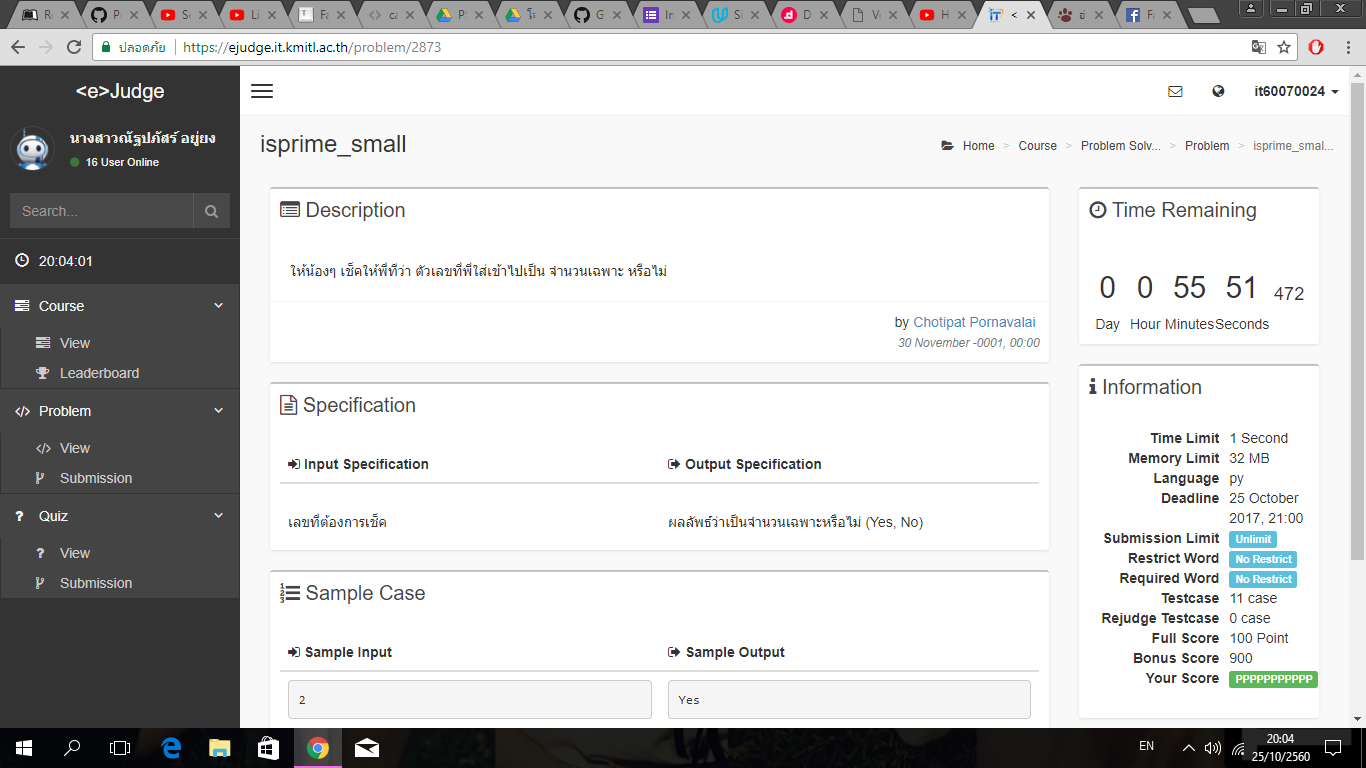 https://ejudge.it.kmitl.ac.th/problem/2873
ปลอดภัย
<e>Judge
it60070024
นางสาวณัฐปภัสร์ อยู่ยง
16 User Online
isprime_small
Home > Course > Problem Solv... > Problem > isprime_smal...
Search...
20:04:01
Course
View
Leaderboard
Problem
View
Submission
Quiz
View
Submission
Description
ให้น้องๆ เช็คให้พี่ทีว่า ตัวเลขที่พี่ใส่เข้าไปเป็น จำนวนเฉพาะ หรือไม่
by Chotipat Pornavalai
30 November -0001, 00:00
Specification
Input Specification
Output Specification
เลขที่ต้องการเช็ค
ผลลัพธ์ว่าเป็นจำนวนเฉพาะหรือไม่ (Yes, No)
Sample Case
Sample Input
Sample Output
2
Yes
Time Remaining
0 0 55 51 472
Day Hour Minutes Seconds
Information
Time Limit 1 Second
Memory Limit 32 MB
Language py
Deadline 25 October
2017, 21:00
Submission Limit Unlimit
Restrict Word No Restrict
Required Word No Restrict
Testcase 11 case
Rejudge Testcase 0 case
Full Score 100 Point
Bonus Score 900
Your Score PPPPPPPPPPP
EN
20:04
25/10/2560